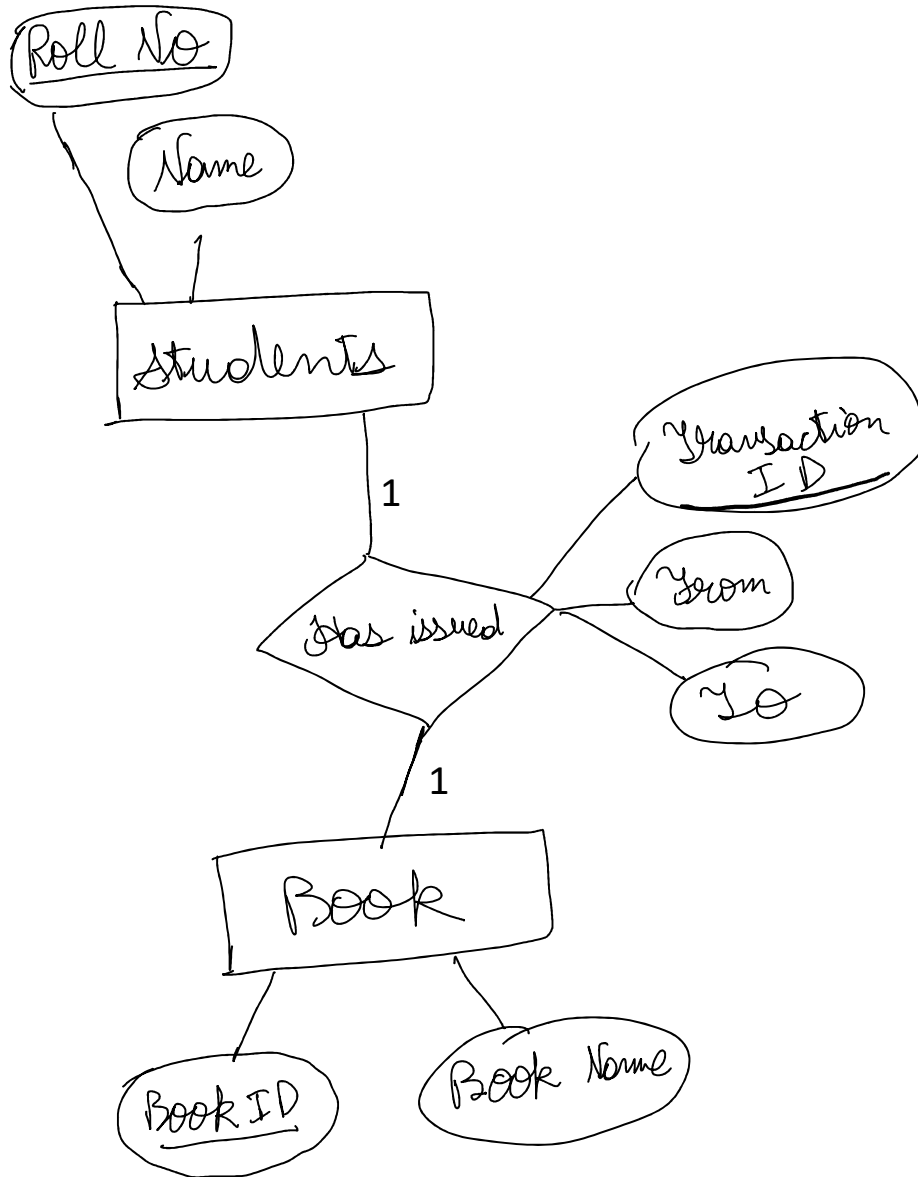 Roll No
Name
Students
1
Transaction
ID
From
Has issued
To
1
Book
Book ID
Book Name